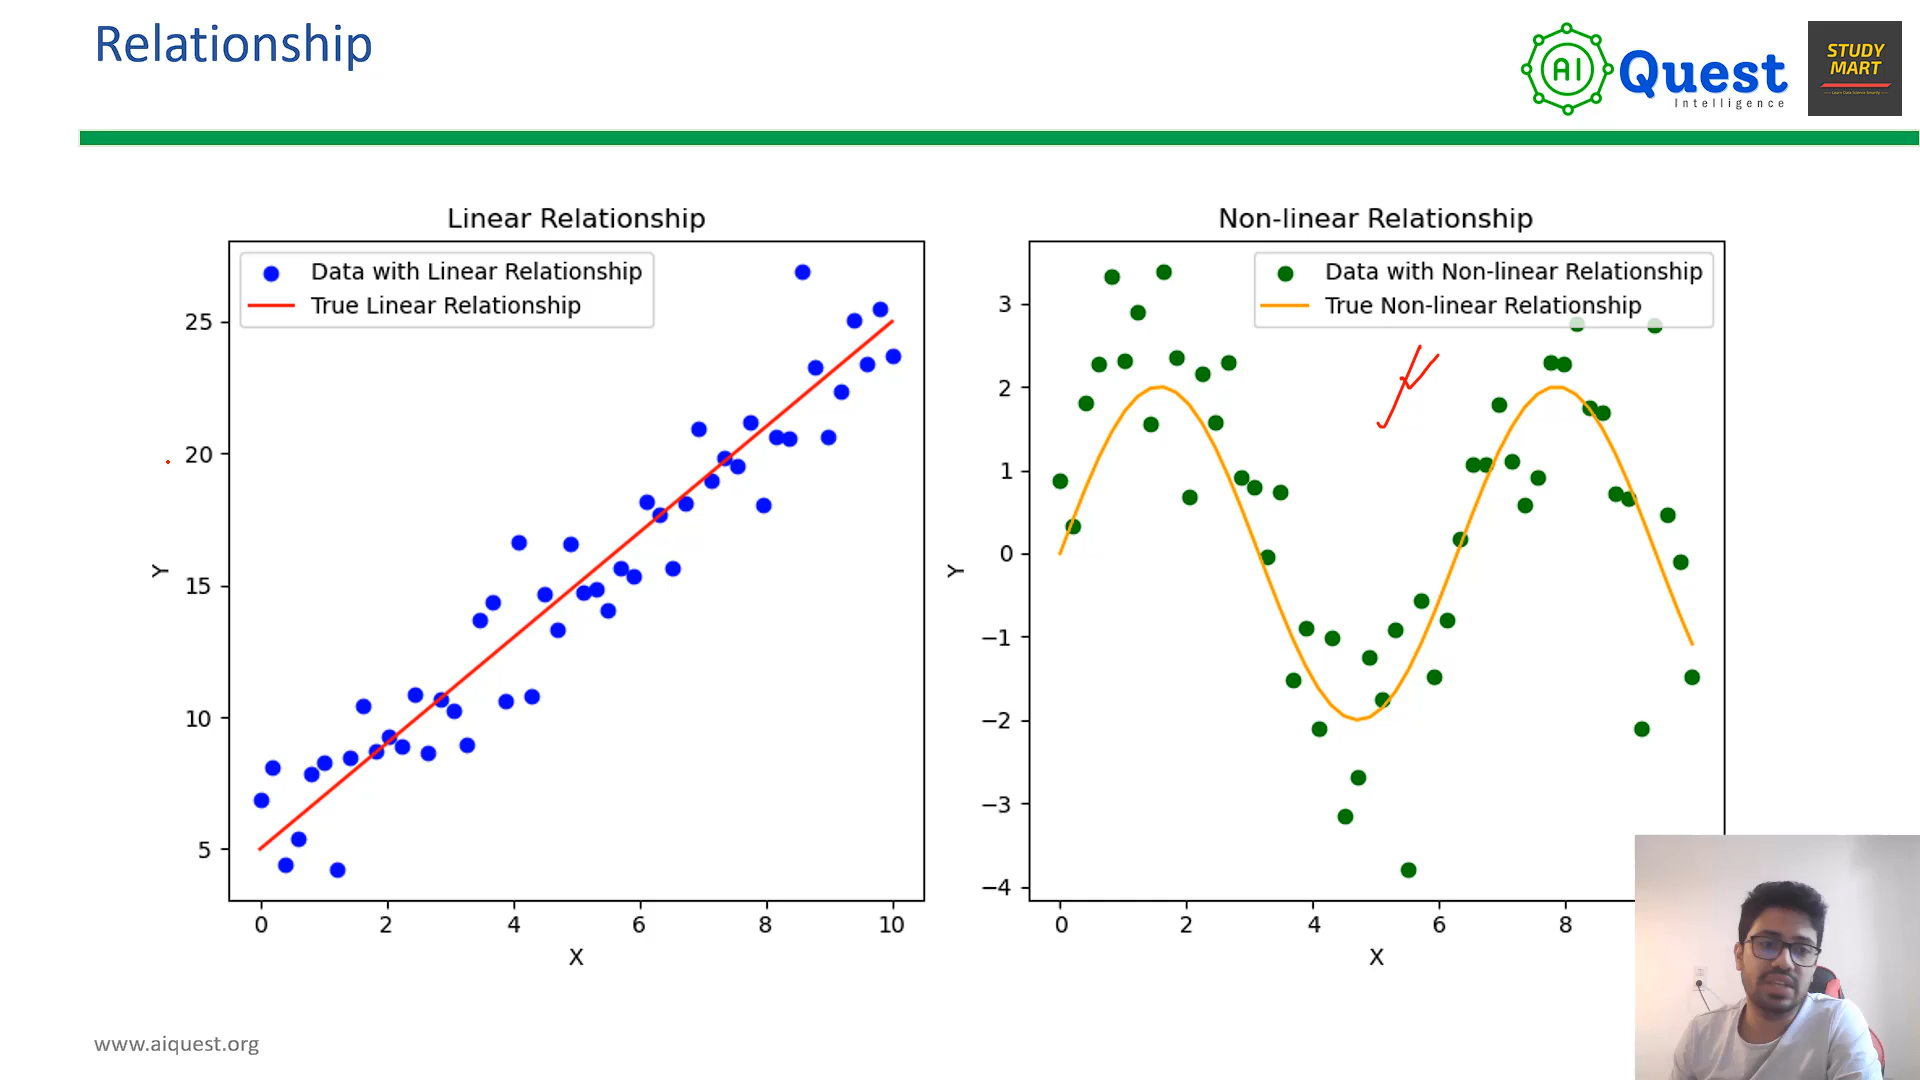 Relationship
AI Quest
Intelligence
STUDY
MART
Linear Relationship
Data with Linear Relationship
True Linear Relationship
25
20
15
10
5
Y
0 2 4 6 8 10
X
Non-linear Relationship
Data with Non-linear Relationship
True Non-linear Relationship
3
2
1
0
−1
−2
−3
−4
Y
0 2 4 6 8
X
www.aiquest.org